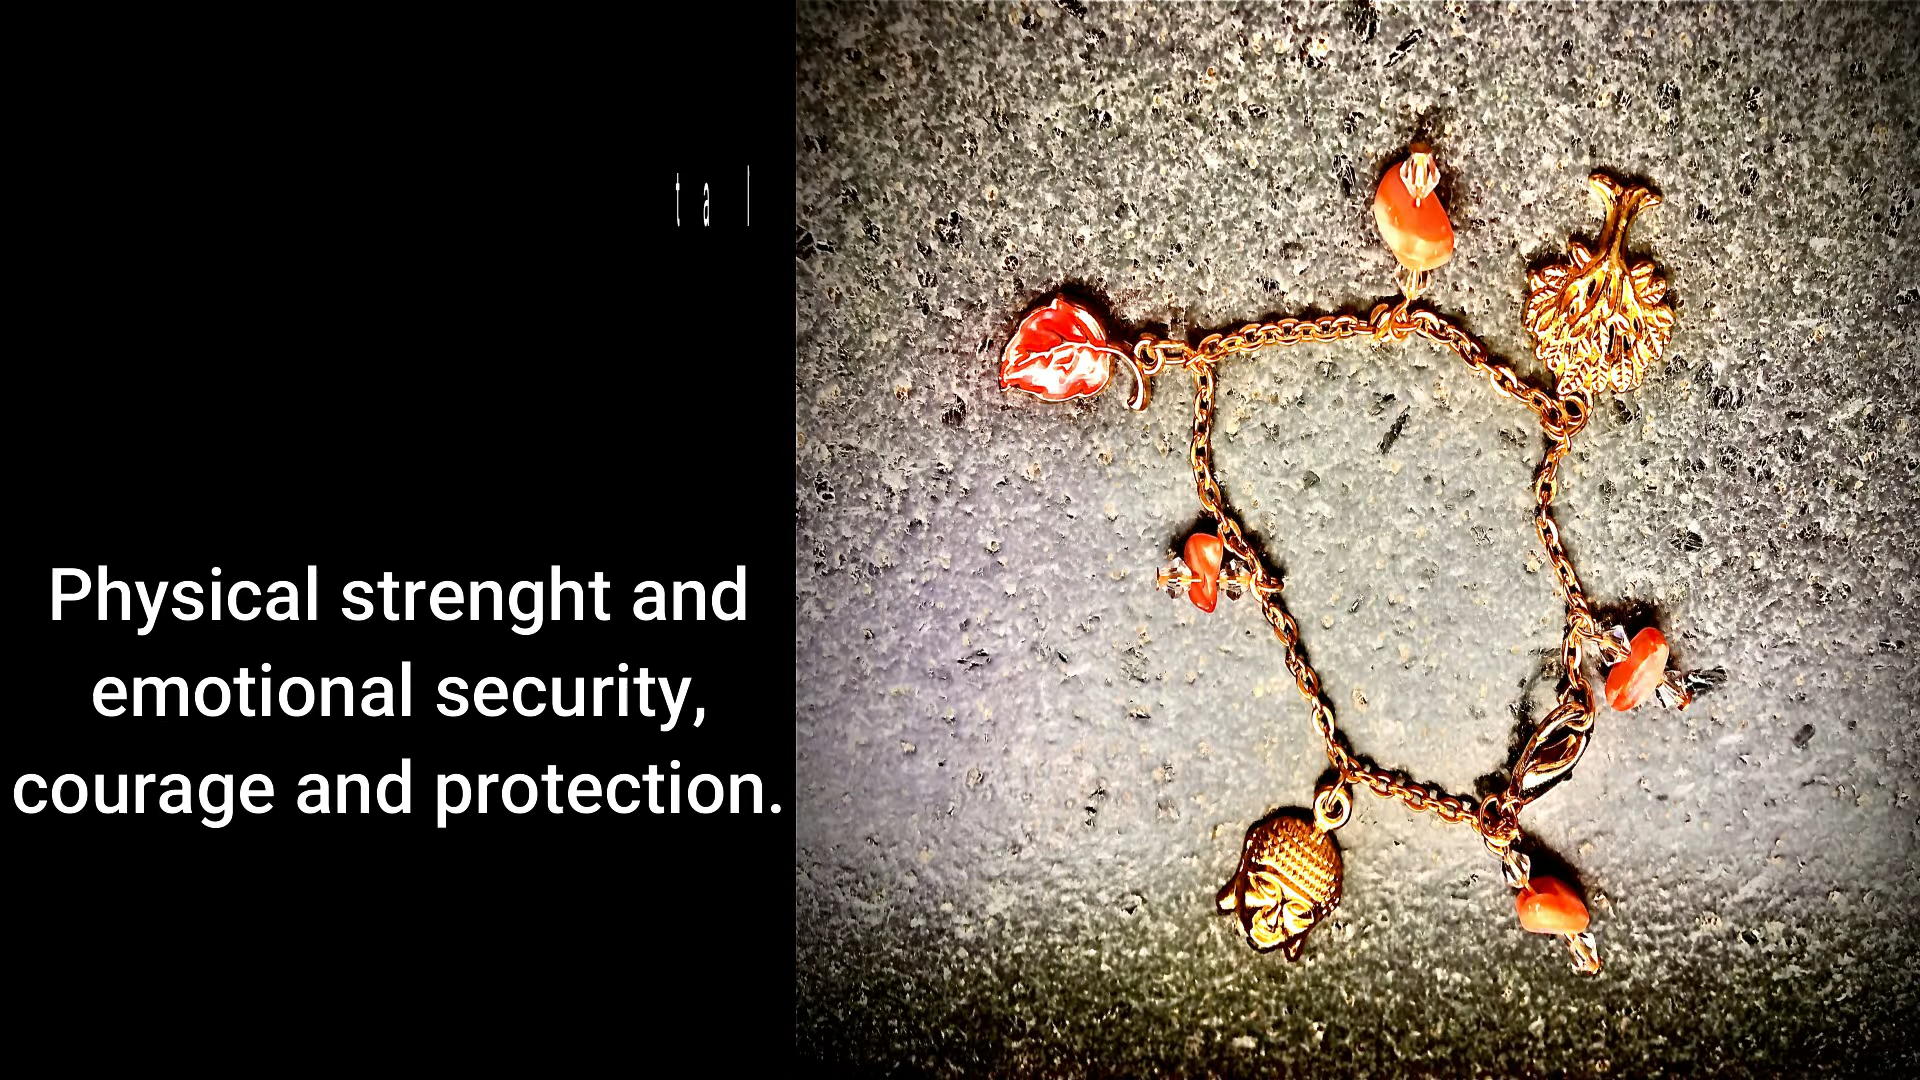 t a l
Physical strenght and
emotional security,
courage and protection.